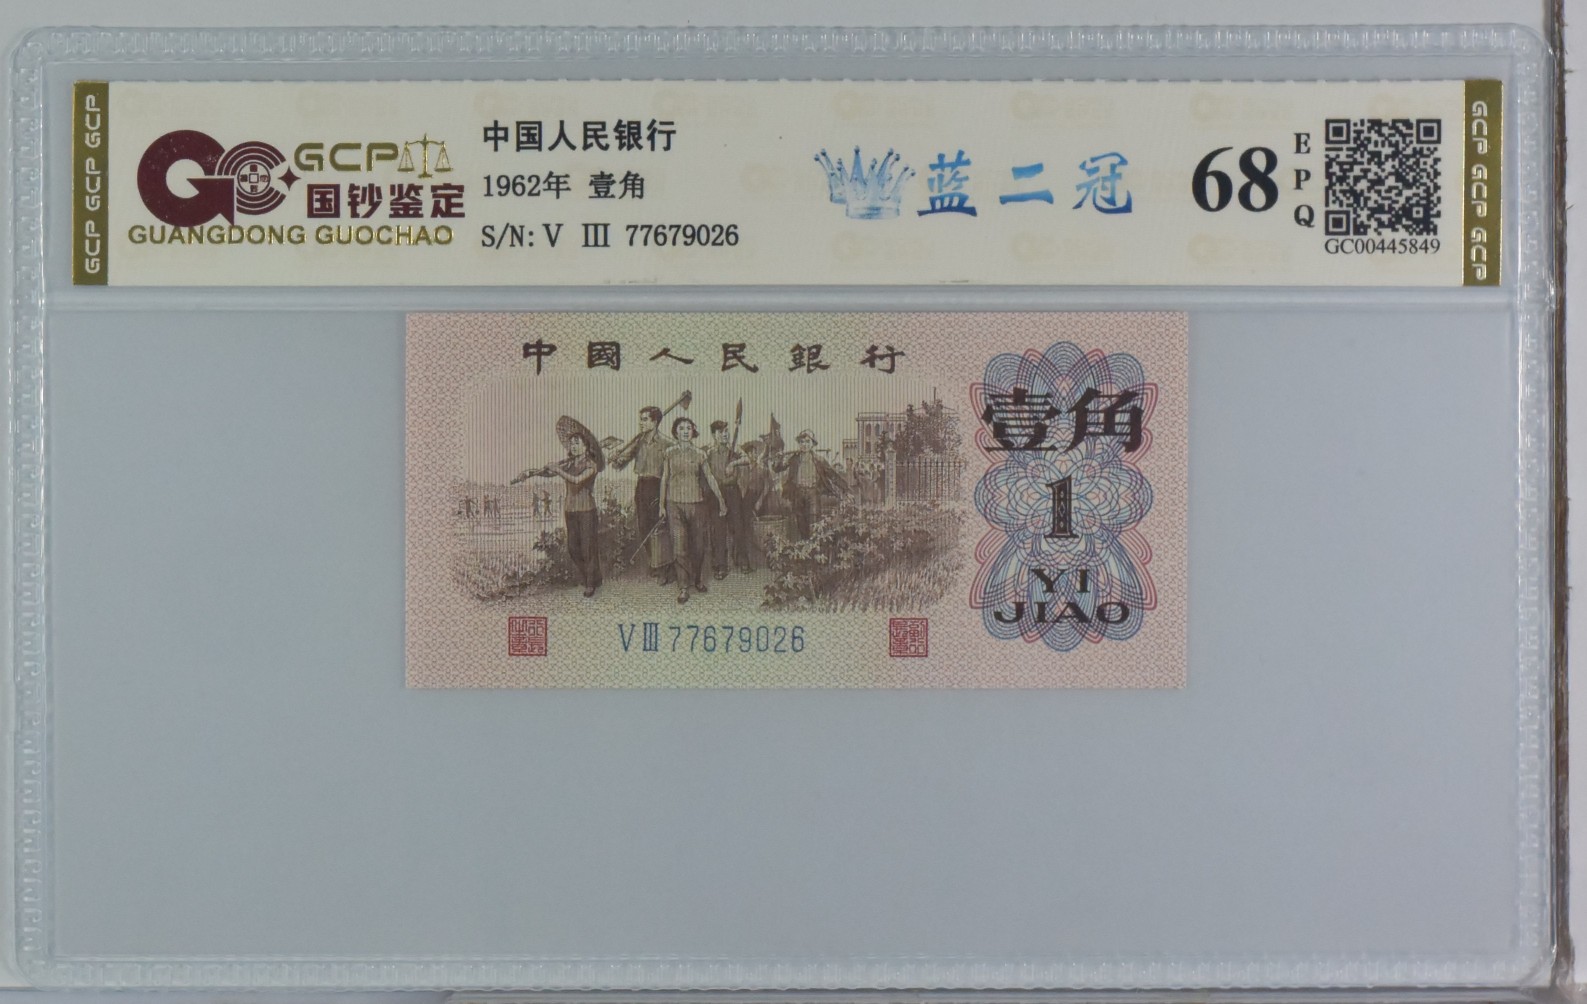 GCP GCP GCP
GCP
国钞鉴定
GUANGDONG GUOCHAO
中国人民银行
1962年 壹角
S/N: V III 77679026
蓝二冠
68
EPQ
GC00445849
GCP GCP GCP
中國人民銀行
壹角
1
YI
JIAO
V III 77679026